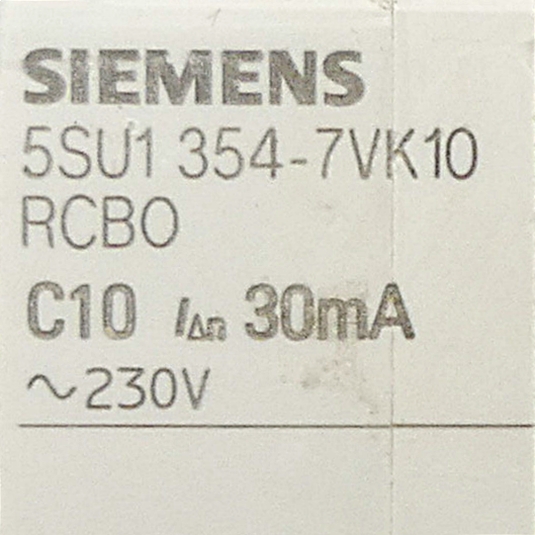 SIEMENS
5SU1 354-7VK10
RCBO
C10 IΔn 30mA
~230V